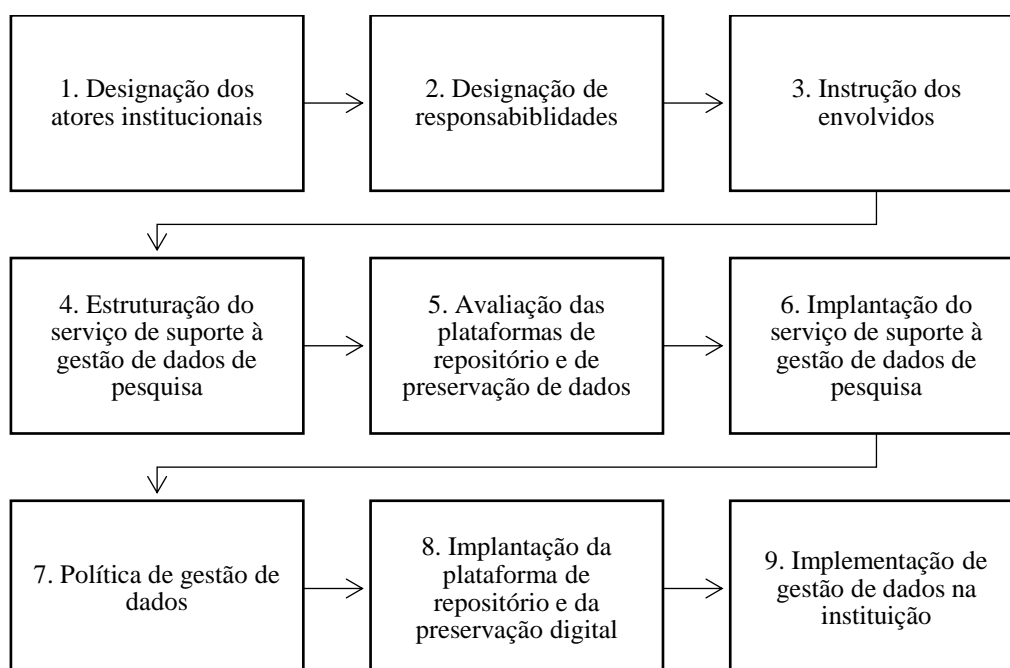 1. Designação dos
atores institucionais
2. Designação de
responsabiblidades
3. Instrução dos
envolvidos
4. Estruturação do
serviço de suporte à
gestão de dados de
pesquisa
5. Avaliação das
plataformas de
repositório e de
preservação de dados
6. Implantação do
serviço de suporte à
gestão de dados de
pesquisa
7. Política de gestão de
dados
8. Implantação da
plataforma de
repositório e da
preservação digital
9. Implementação de
gestão de dados na
instituição